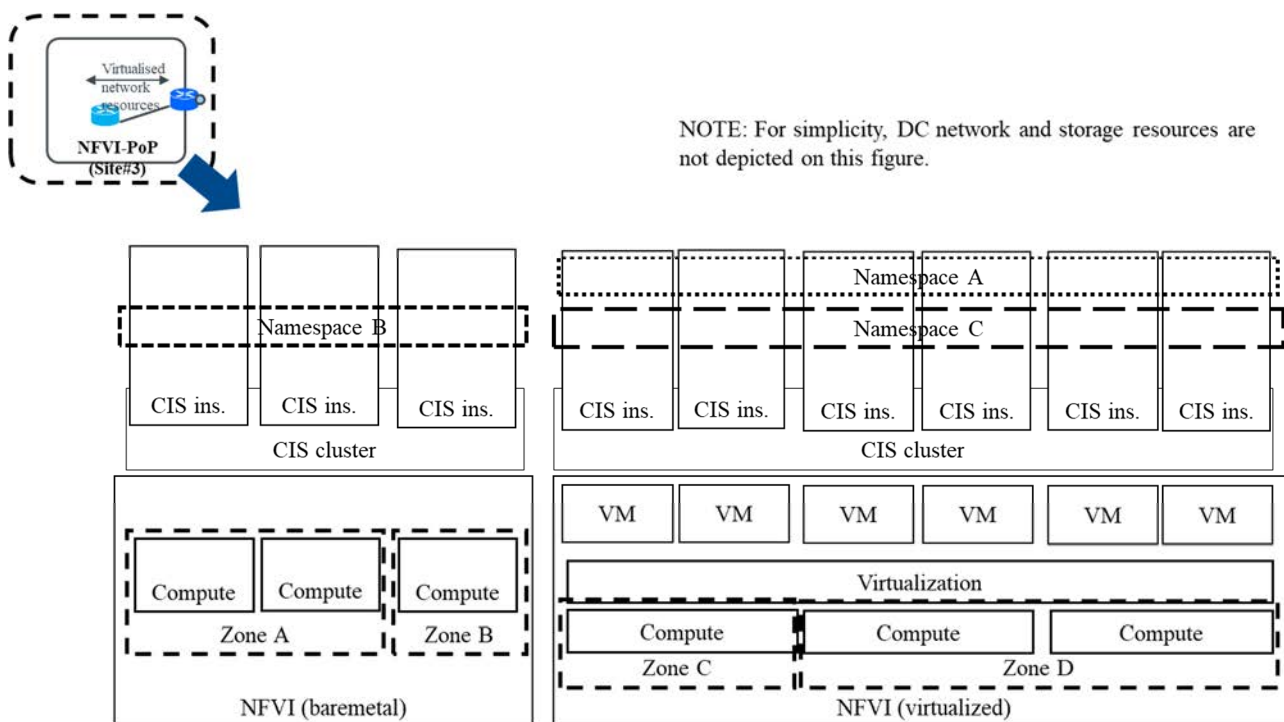 Virtualised
network
resources
NFVI-PoP
(Site#3)
NOTE: For simplicity, DC network and storage resources are
not depicted on this figure.
Namespace A
Namespace B
Namespace C
CIS ins. CIS ins. CIS ins. CIS ins. CIS ins. CIS ins. CIS ins. CIS ins. CIS ins.
CIS cluster CIS cluster
VM VM VM VM VM VM
Virtualization
Compute Compute Compute
Compute Compute Compute
Zone A Zone B
Zone C Zone D
NFVI (baremetal) NFVI (virtualized)